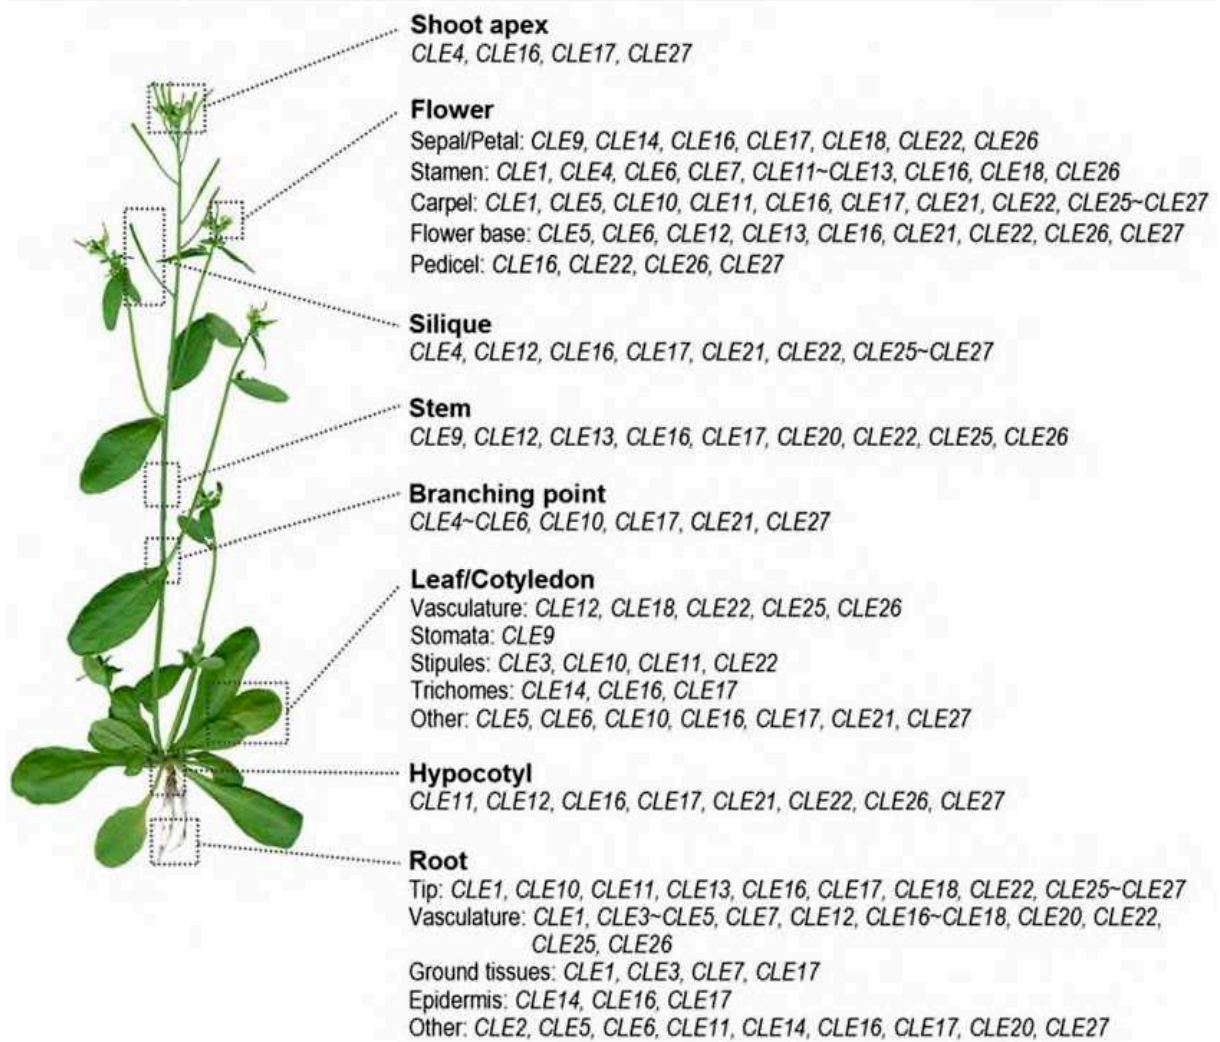 Shoot apex
CLE4, CLE16, CLE17, CLE27
Flower
Sepal/Petal: CLE9, CLE14, CLE16, CLE17, CLE18, CLE22, CLE26
Stamen: CLE1, CLE4, CLE6, CLE7, CLE11~CLE13, CLE16, CLE18, CLE26
Carpel: CLE1, CLE5, CLE10, CLE11, CLE16, CLE17, CLE21, CLE22, CLE25~CLE27
Flower base: CLE5, CLE6, CLE12, CLE13, CLE16, CLE21, CLE22, CLE26, CLE27
Pedicel: CLE16, CLE22, CLE26, CLE27
Silique
CLE4, CLE12, CLE16, CLE17, CLE21, CLE22, CLE25~CLE27
Stem
CLE9, CLE12, CLE13, CLE16, CLE17, CLE20, CLE22, CLE25, CLE26
Branching point
CLE4~CLE6, CLE10, CLE17, CLE21, CLE27
Leaf/Cotyledon
Vasculature: CLE12, CLE18, CLE22, CLE25, CLE26
Stomata: CLE9
Stipules: CLE3, CLE10, CLE11, CLE22
Trichomes: CLE14, CLE16, CLE17
Other: CLE5, CLE6, CLE10, CLE16, CLE17, CLE21, CLE27
Hypocotyl
CLE11, CLE12, CLE16, CLE17, CLE21, CLE22, CLE26, CLE27
Root
Tip: CLE1, CLE10, CLE11, CLE13, CLE16, CLE17, CLE18, CLE22, CLE25~CLE27
Vasculature: CLE1, CLE3~CLE5, CLE7, CLE12, CLE16~CLE18, CLE20, CLE22,
CLE25, CLE26
Ground tissues: CLE1, CLE3, CLE7, CLE17
Epidermis: CLE14, CLE16, CLE17
Other: CLE2, CLE5, CLE6, CLE11, CLE14, CLE16, CLE17, CLE20, CLE27